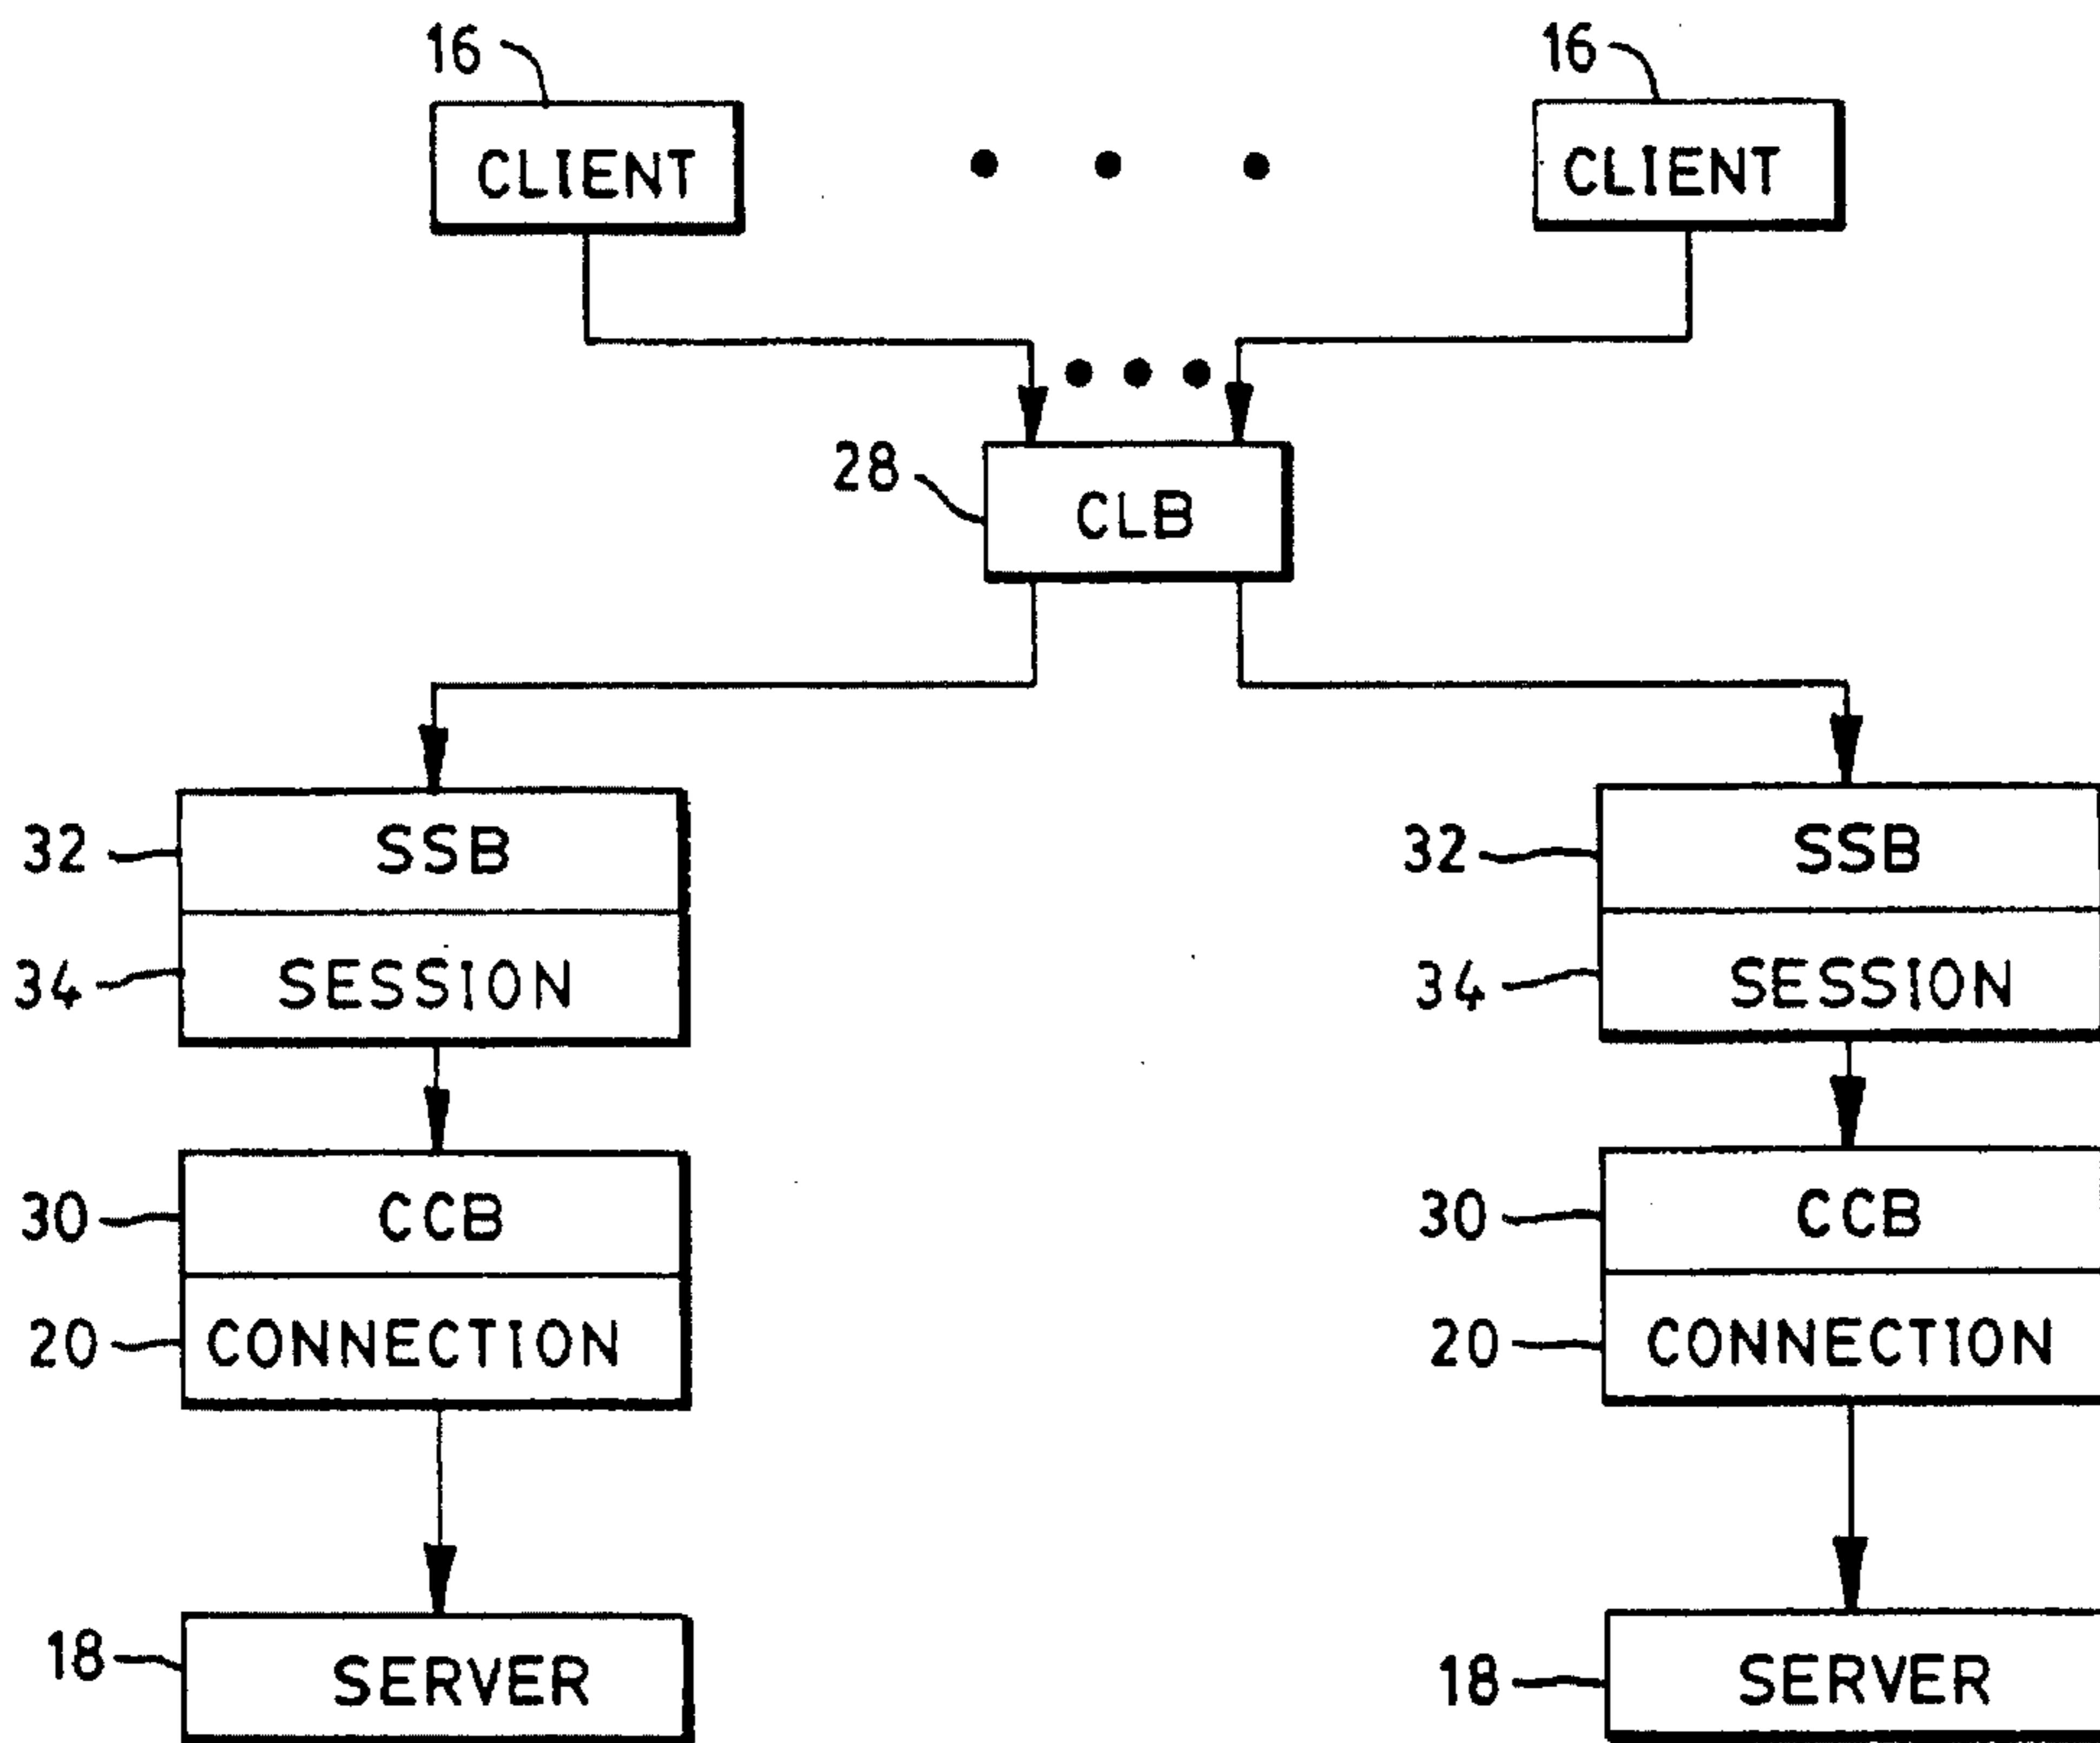 16
16
CLIENT
CLIENT
28
CLB
32
SSB
32
SSB
34
SESSION
34
SESSION
30
CCB
30
CCB
20
CONNECTION
20
CONNECTION
18
SERVER
18
SERVER